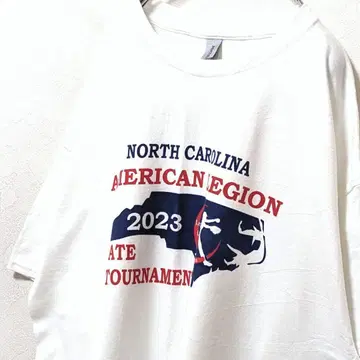 NORTH CAROLINA
AMERICAN LEGION
2023
ATE
TOURNAMEN